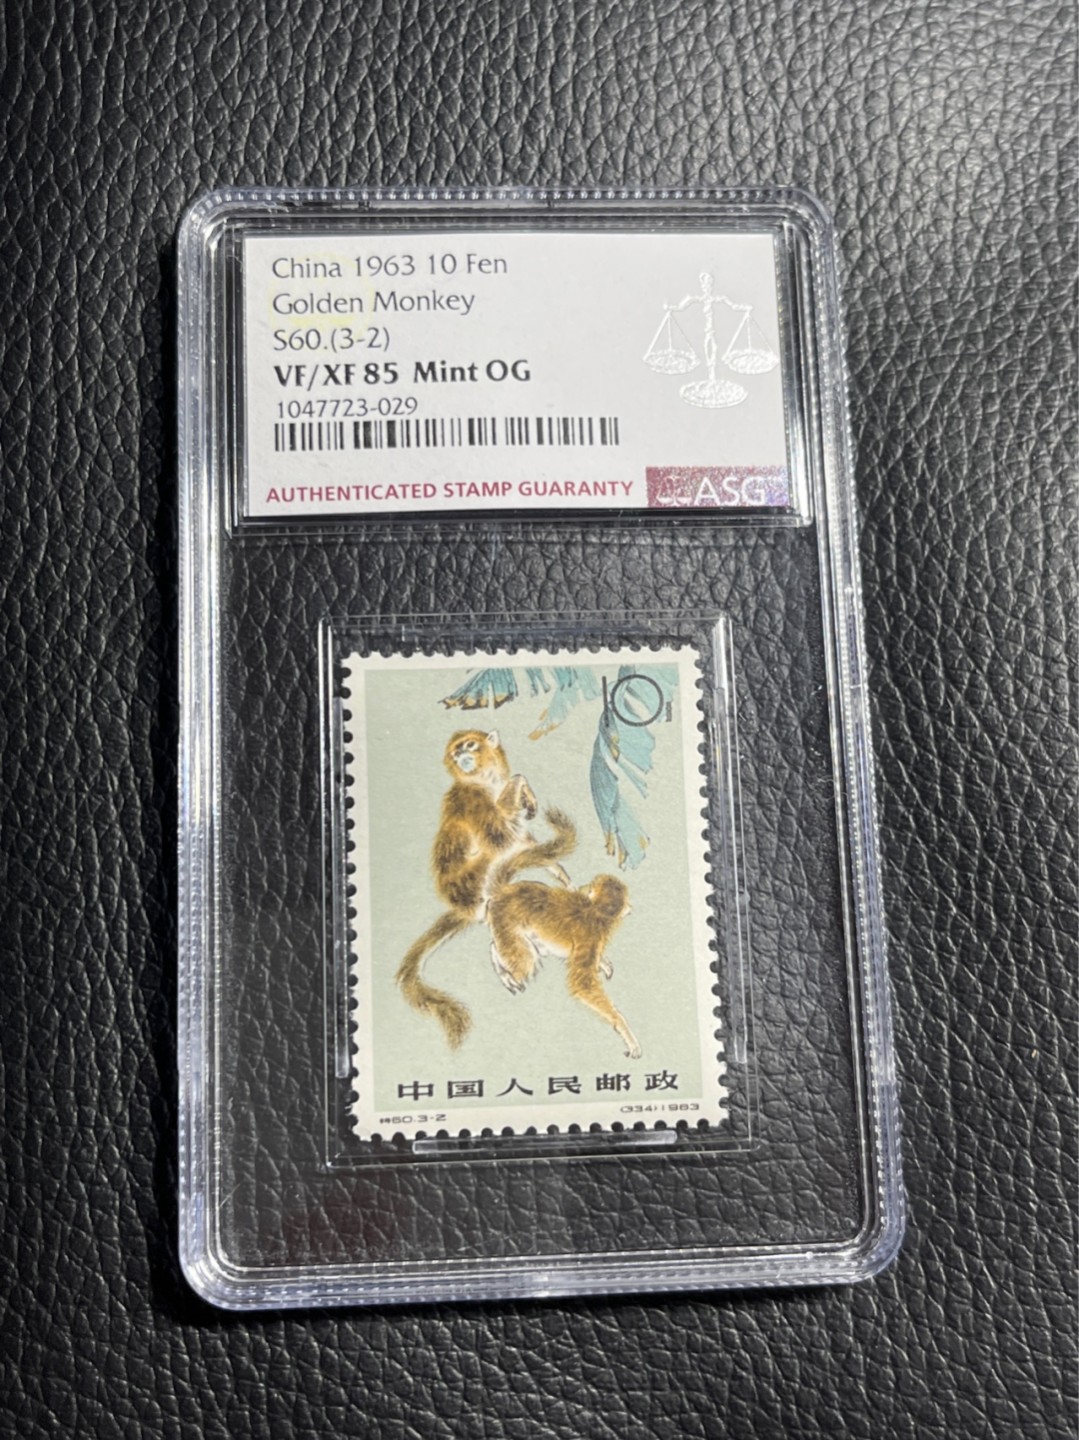 China 1963 10 Fen
Golden Monkey
S60.(3-2)
VF/XF 85 Mint OG
1047723-029
AUTHENTICATED STAMP GUARANTY
ASG
10
中国人民邮政
特60.3-2
(334)1963